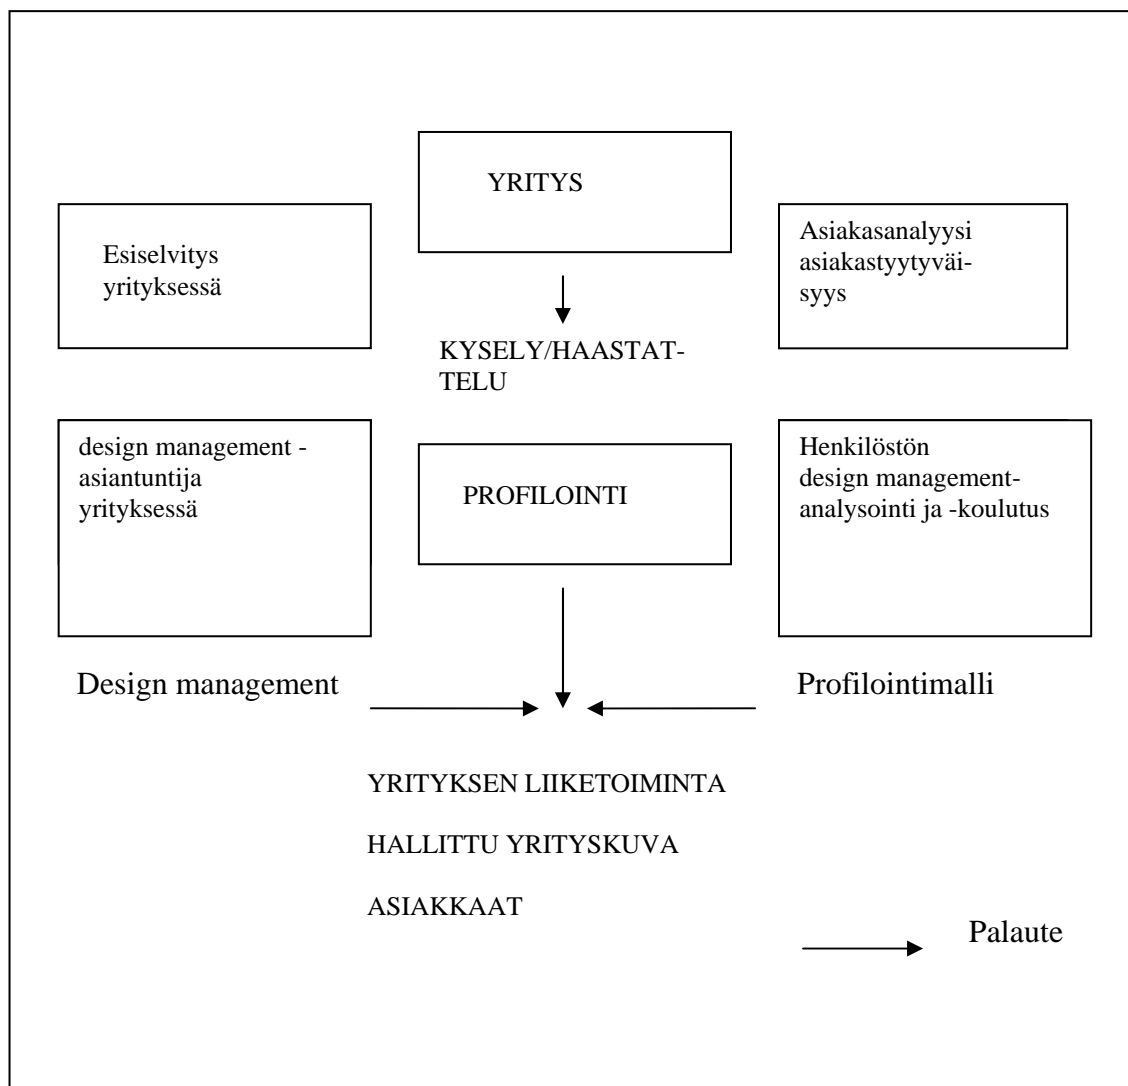 YRITYS
Esiselvitys
yrityksessä
Asiakasanalyysi
asiakastyytyväi-
syys
KYSELY/HAASTAT-
TELU
design management -
asiantuntija
yrityksessä
PROFILOINTI
Henkilöstön
design management-
analysointi ja -koulutus
Design management
Profilointimalli
YRITYKSEN LIIKETOIMINTA
HALLITTU YRITYSKUVA
ASIAKKAAT
Palaute